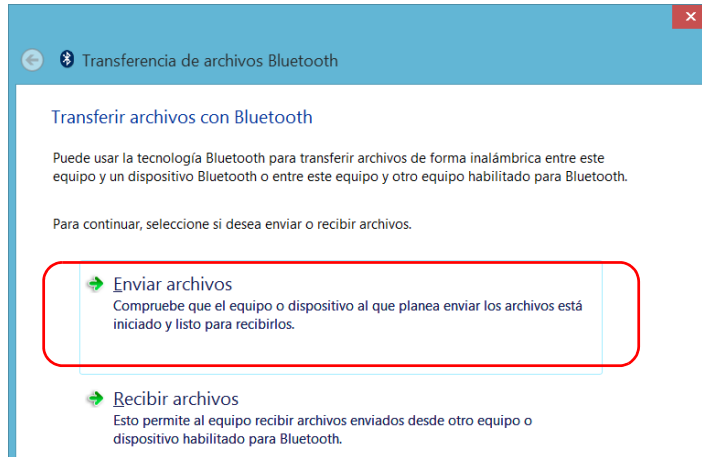 Transferencia de archivos Bluetooth
Transferir archivos con Bluetooth
Puede usar la tecnología Bluetooth para transferir archivos de forma inalámbrica entre este
equipo y un dispositivo Bluetooth o entre este equipo y otro equipo habilitado para Bluetooth.
Para continuar, seleccione si desea enviar o recibir archivos.
Enviar archivos
Compruebe que el equipo o dispositivo al que planea enviar los archivos está
iniciado y listo para recibirlos.
Recibir archivos
Esto permite al equipo recibir archivos enviados desde otro equipo o
dispositivo habilitado para Bluetooth.